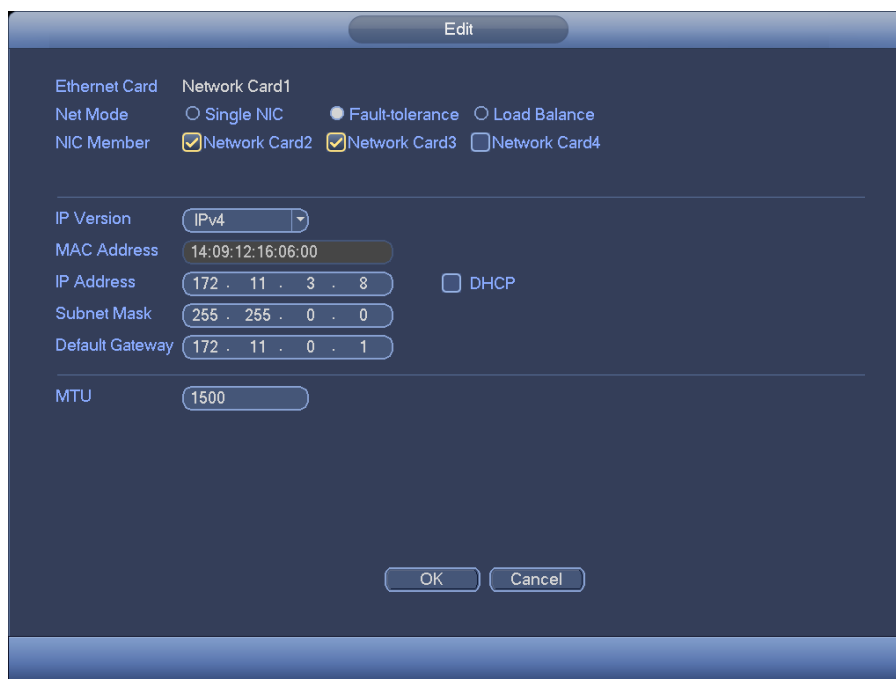 Edit
Ethernet Card Network Card1
Net Mode Single NIC Fault-tolerance Load Balance
NIC Member Network Card2 Network Card3 Network Card4
IP Version IPv4
MAC Address 14:09:12:16:06:00
IP Address 172 . 11 . 3 . 8 DHCP
Subnet Mask 255 . 255 . 0 . 0
Default Gateway 172 . 11 . 0 . 1
MTU 1500
OK Cancel